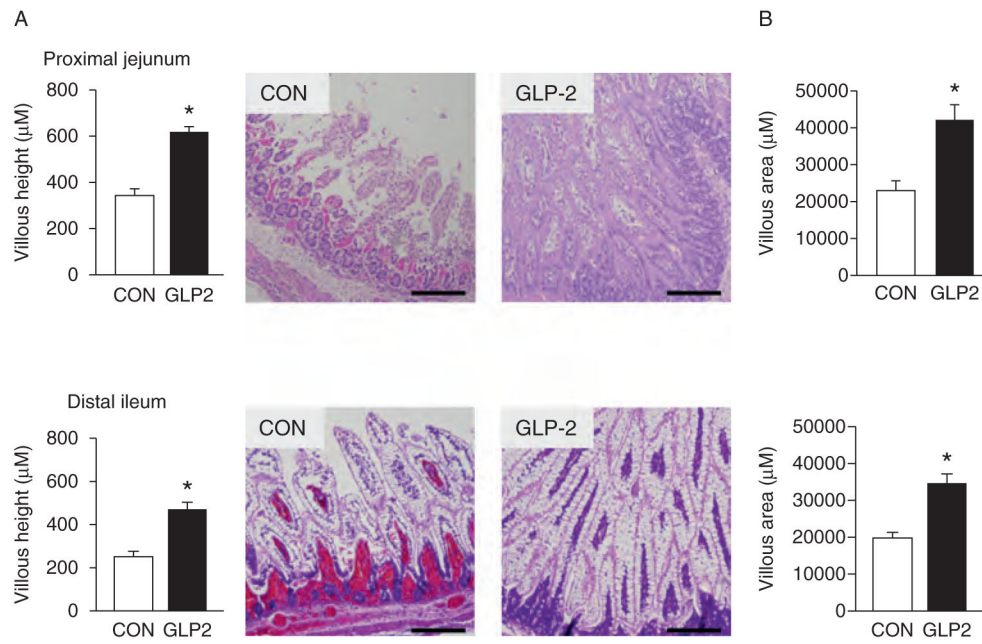 A
B
Proximal jejunum
Villous height (μM)
800
600
400
200
0
CON GLP2
*
CON
GLP-2
Villous area (μM)
50000
40000
30000
20000
10000
0
CON GLP2
*
Distal ileum
Villous height (μM)
800
600
400
200
0
CON GLP2
*
CON
GLP-2
Villous area (μM)
50000
40000
30000
20000
10000
0
CON GLP2
*